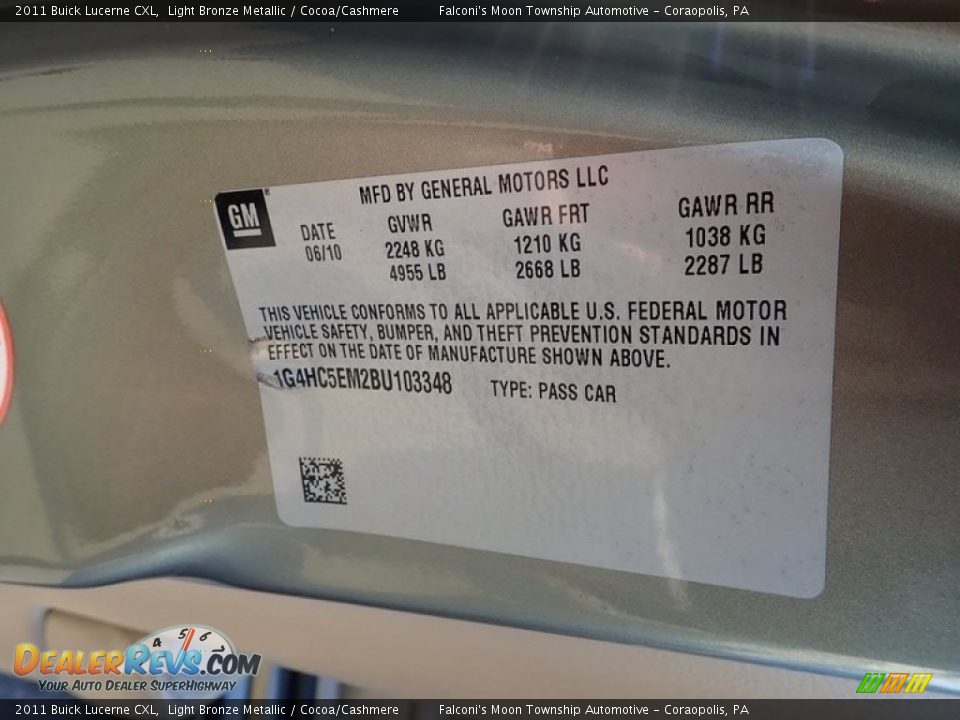 2011 Buick Lucerne CXL, Light Bronze Metallic / Cocoa/Cashmere Falconi's Moon Township Automotive - Coraopolis, PA
GM
MFD BY GENERAL MOTORS LLC
DATE GVWR GAWR FRT GAWR RR
06/10 2248 KG 1210 KG 1038 KG
4955 LB 2668 LB 2287 LB
THIS VEHICLE CONFORMS TO ALL APPLICABLE U.S. FEDERAL MOTOR
VEHICLE SAFETY, BUMPER, AND THEFT PREVENTION STANDARDS IN
EFFECT ON THE DATE OF MANUFACTURE SHOWN ABOVE.
1G4HC5EM2BU103348 TYPE: PASS CAR
4 5 6 7
DEALERREVS.COM
YOUR AUTO DEALER SUPERHIGHWAY
2011 Buick Lucerne CXL, Light Bronze Metallic / Cocoa/Cashmere Falconi's Moon Township Automotive - Coraopolis, PA